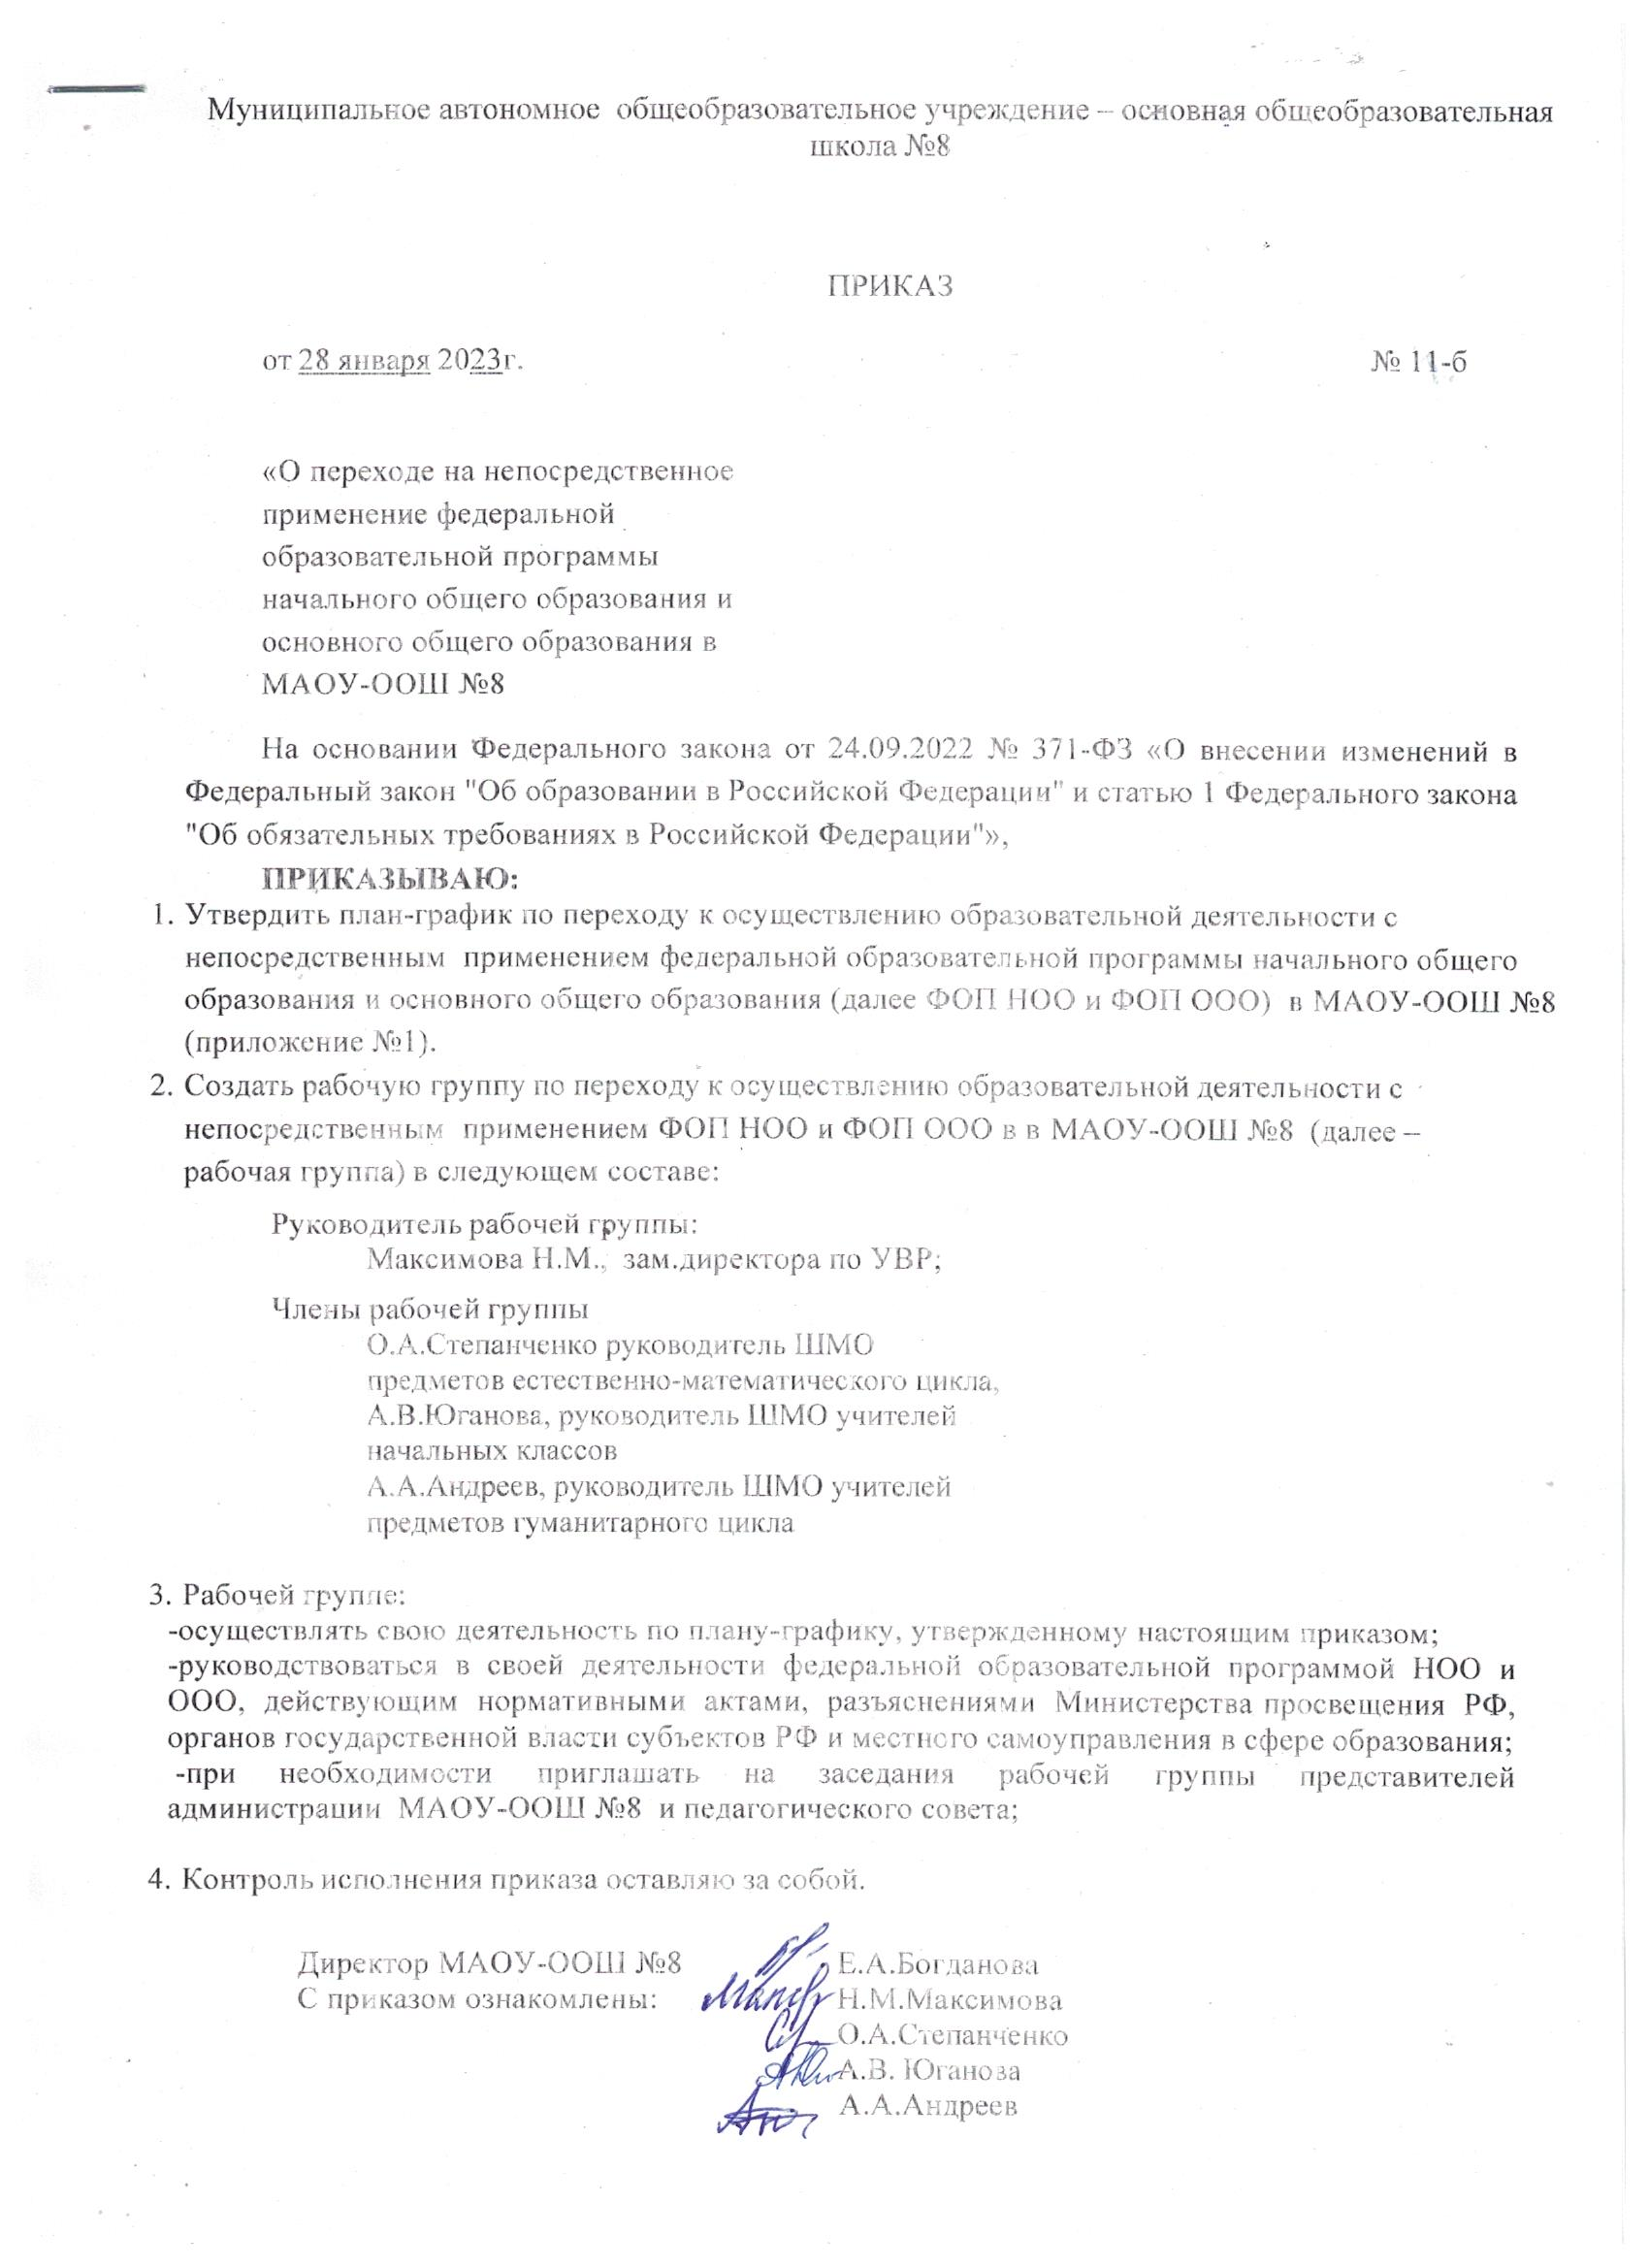 Муниципальное автономное общеобразовательное учреждение – основная общеобразовательная
школа №8
ПРИКАЗ
от 28 января 2023г. № 11-б
«О переходе на непосредственное
применение федеральной
образовательной программы
начального общего образования и
основного общего образования в
МАОУ-ООШ №8
На основании Федерального закона от 24.09.2022 № 371-ФЗ «О внесении изменений в
Федеральный закон "Об образовании в Российской Федерации" и статью 1 Федерального закона
"Об обязательных требованиях в Российской Федерации"»,
ПРИКАЗЫВАЮ:
1. Утвердить план-график по переходу к осуществлению образовательной деятельности с
непосредственным применением федеральной образовательной программы начального общего
образования и основного общего образования (далее ФОП НОО и ФОП ООО) в МАОУ-ООШ №8
(приложение №1).
2. Создать рабочую группу по переходу к осуществлению образовательной деятельности с
непосредственным применением ФОП НОО и ФОП ООО в в МАОУ-ООШ №8 (далее –
рабочая группа) в следующем составе:
Руководитель рабочей группы:
Максимова Н.М., зам.директора по УВР;
Члены рабочей группы
О.А.Степанченко руководитель ШМО
предметов естественно-математического цикла,
А.В.Юганова, руководитель ШМО учителей
начальных классов
А.А.Андреев, руководитель ШМО учителей
предметов гуманитарного цикла
3. Рабочей группе:
-осуществлять свою деятельность по плану-графику, утвержденному настоящим приказом;
-руководствоваться в своей деятельности федеральной образовательной программой НОО и
ООО, действующим нормативными актами, разъяснениями Министерства просвещения РФ,
органов государственной власти субъектов РФ и местного самоуправления в сфере образования;
-при необходимости приглашать на заседания рабочей группы представителей
администрации МАОУ-ООШ №8 и педагогического совета;
4. Контроль исполнения приказа оставляю за собой.
Директор МАОУ-ООШ №8 Е.А.Богданова
С приказом ознакомлены: Н.М.Максимова
О.А.Степанченко
А.В. Юганова
А.А.Андреев